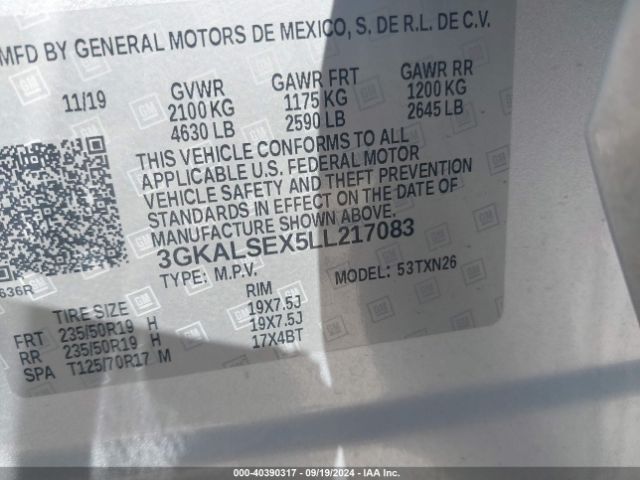 MFD BY GENERAL MOTORS DE MEXICO, S. DE R.L. DE C.V.
11/19 GVWR GAWR FRT GAWR RR
2100 KG 1175 KG 1200 KG
4630 LB 2590 LB 2645 LB
THIS VEHICLE CONFORMS TO ALL
APPLICABLE U.S. FEDERAL MOTOR
VEHICLE SAFETY AND THEFT PREVENTION
STANDARDS IN EFFECT ON THE DATE OF
MANUFACTURE SHOWN ABOVE.
3GKALSEX5LL217083
TYPE: M.P.V. MODEL: 53TXN26
636R
TIRE SIZE RIM
FRT 235/50R19 H 19X7.5J
RR 235/50R19 H 19X7.5J
SPA T125/70R17 M 17X4BT
GM
000-40390317 - 09/19/2024 - IAA Inc.